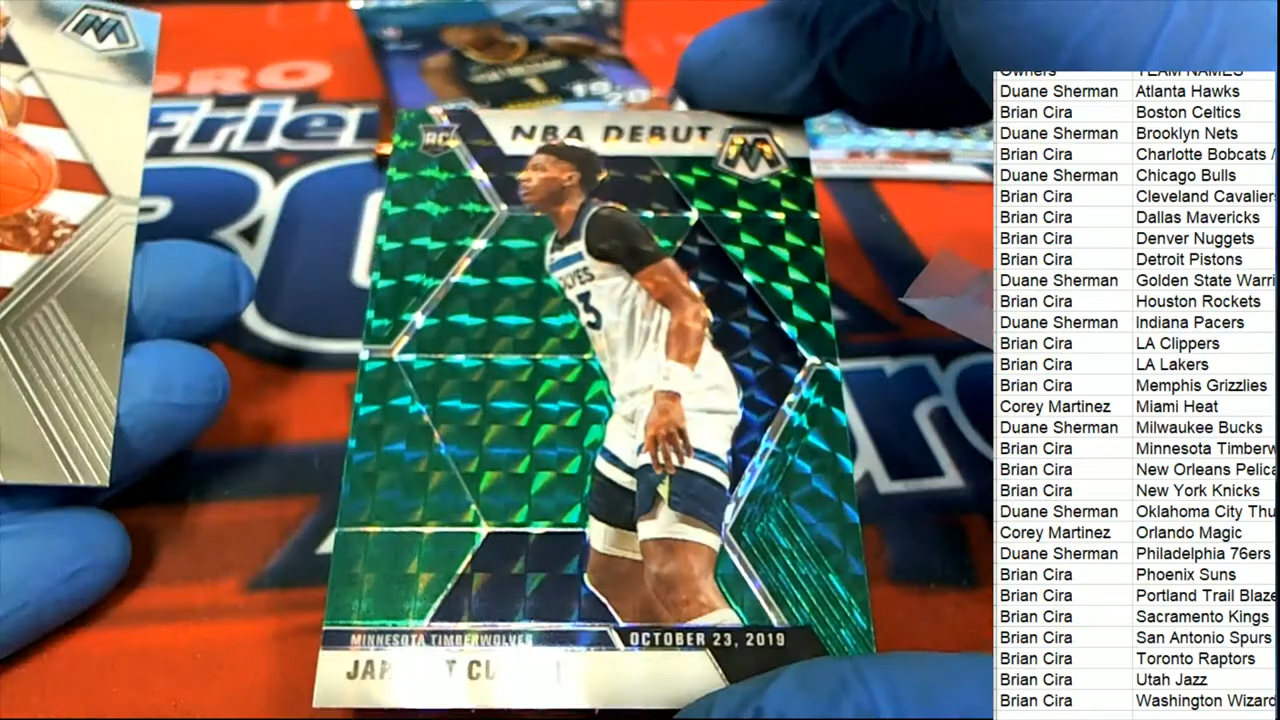 PRO
Frie
1
19-20
RC
NBA DEBUT
M
LVES
3
MINNESOTA TIMBERWOLVES
OCTOBER 23, 2019
Owners TEAM NAMES
Duane Sherman Atlanta Hawks
Brian Cira Boston Celtics
Duane Sherman Brooklyn Nets
Brian Cira Charlotte Bobcats /
Duane Sherman Chicago Bulls
Brian Cira Cleveland Cavalier
Brian Cira Dallas Mavericks
Brian Cira Denver Nuggets
Brian Cira Detroit Pistons
Duane Sherman Golden State Warri
Brian Cira Houston Rockets
Duane Sherman Indiana Pacers
Brian Cira LA Clippers
Brian Cira LA Lakers
Brian Cira Memphis Grizzlies
Corey Martinez Miami Heat
Duane Sherman Milwaukee Bucks
Brian Cira Minnesota Timberw
Brian Cira New Orleans Pelica
Brian Cira New York Knicks
Duane Sherman Oklahoma City Thu
Corey Martinez Orlando Magic
Duane Sherman Philadelphia 76ers
Brian Cira Phoenix Suns
Brian Cira Portland Trail Blaze
Brian Cira Sacramento Kings
Brian Cira San Antonio Spurs
Brian Cira Toronto Raptors
Brian Cira Utah Jazz
Brian Cira Washington Wizard